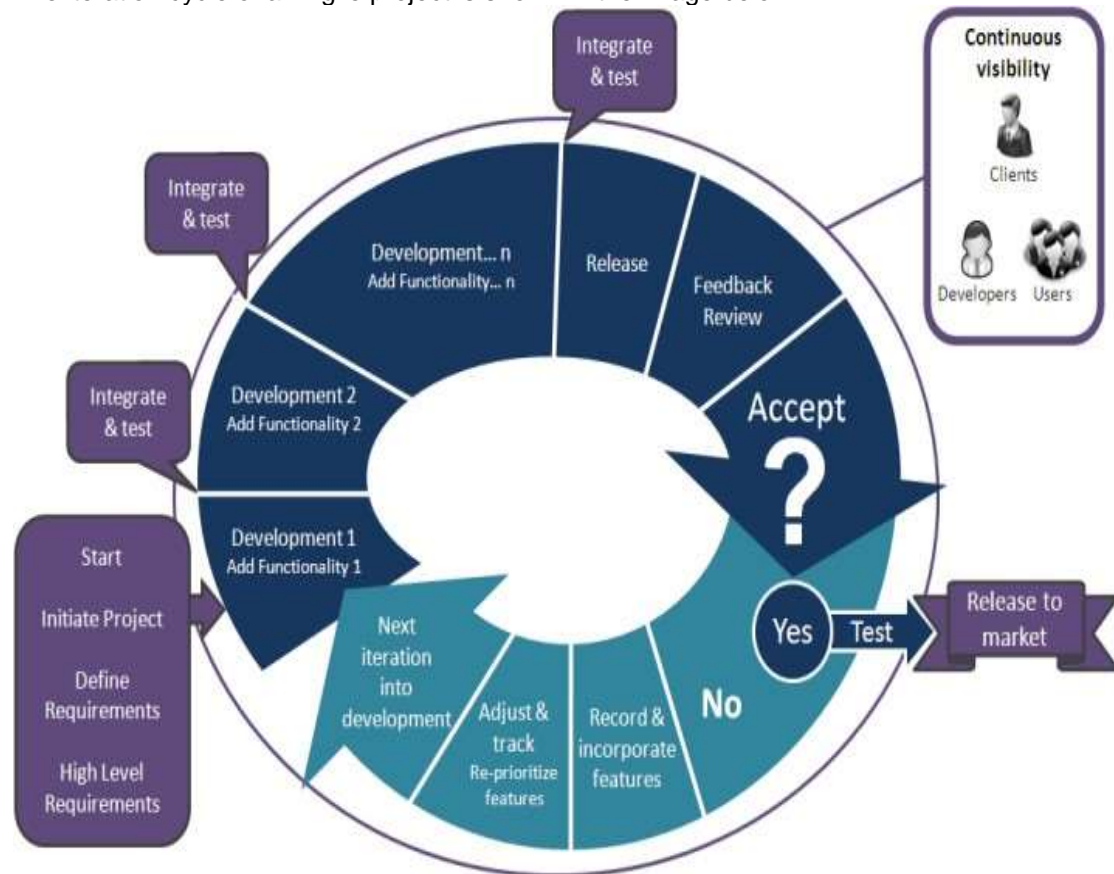 Integrate
& test
Continuous
visibility
Clients
Developers
Users
Integrate
& test
Integrate
& test
Start
Initiate Project
Define
Requirements
High Level
Requirements
Development 1
Add Functionality 1
Development 2
Add Functionality 2
Development... n
Add Functionality... n
Release
Feedback
Review
Accept
?
Yes
Test
Release to
market
No
Record &
incorporate
features
Adjust &
track
Re-prioritize
features
Next
iteration
into
development